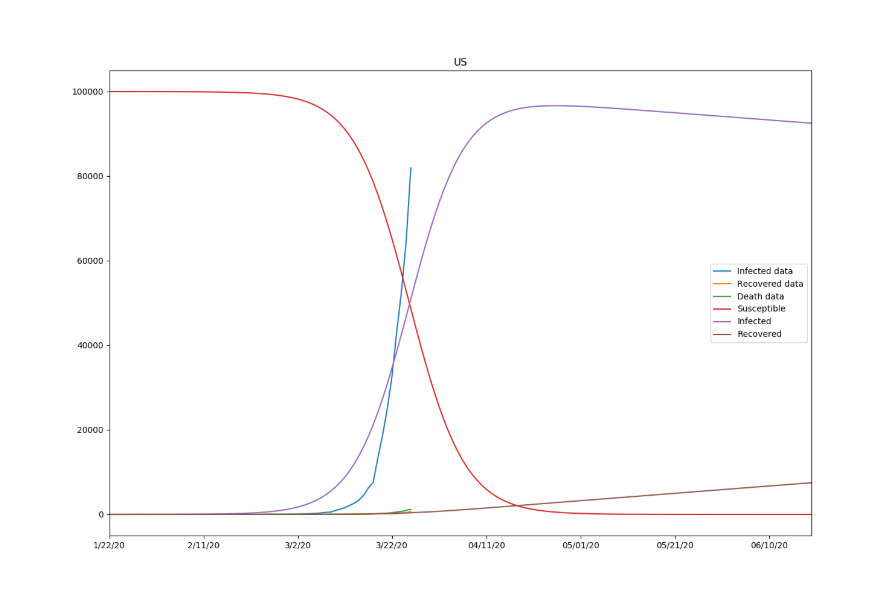 US
100000
80000
60000
40000
20000
0
Infected data
Recovered data
Death data
Susceptible
Infected
Recovered
1/22/20 2/11/20 3/2/20 3/22/20 04/11/20 05/01/20 05/21/20 06/10/20